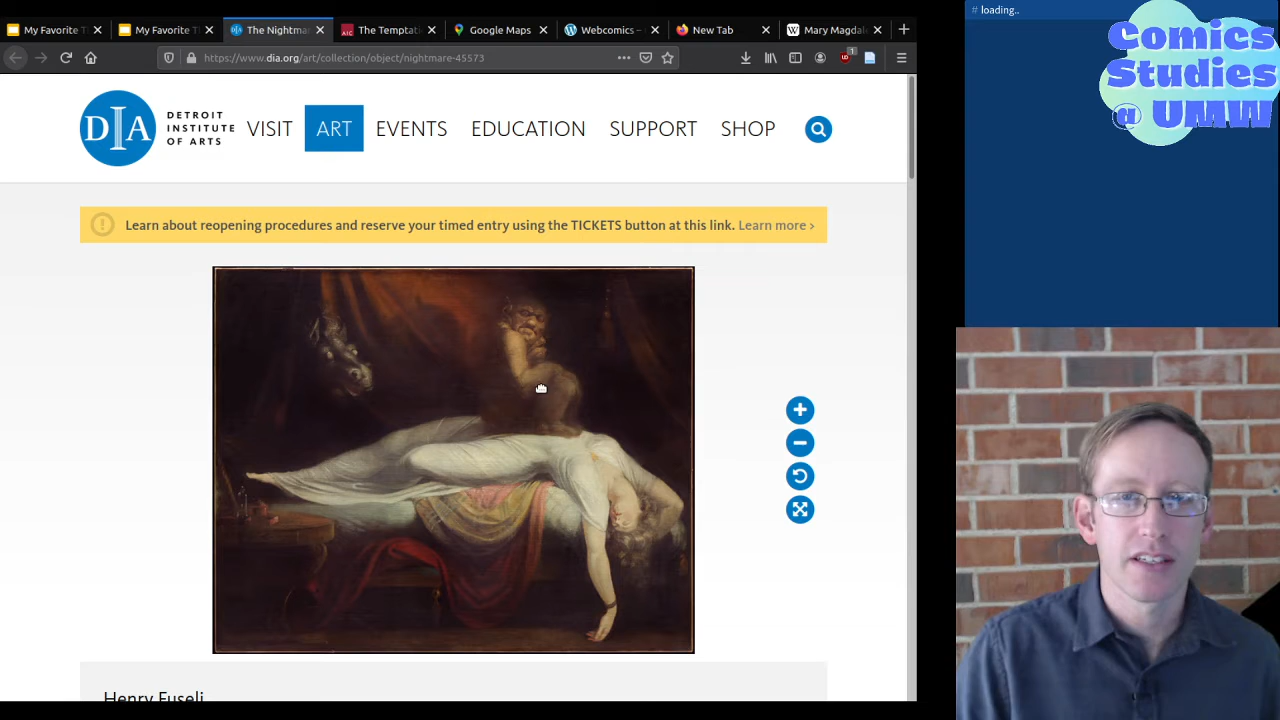 My Favorite T
My Favorite T
The Nightma
The Tempta
Google Maps
Webcomics –
New Tab
Mary Magdal
https://www.dia.org/art/collection/object/nightmare-45573
# loading..
Comics
Studies
@ UMW
DIA
DETROIT
INSTITUTE
OF ARTS
VISIT ART EVENTS EDUCATION SUPPORT SHOP
Learn about reopening procedures and reserve your timed entry using the TICKETS button at this link. Learn more ›
Henry Fuseli